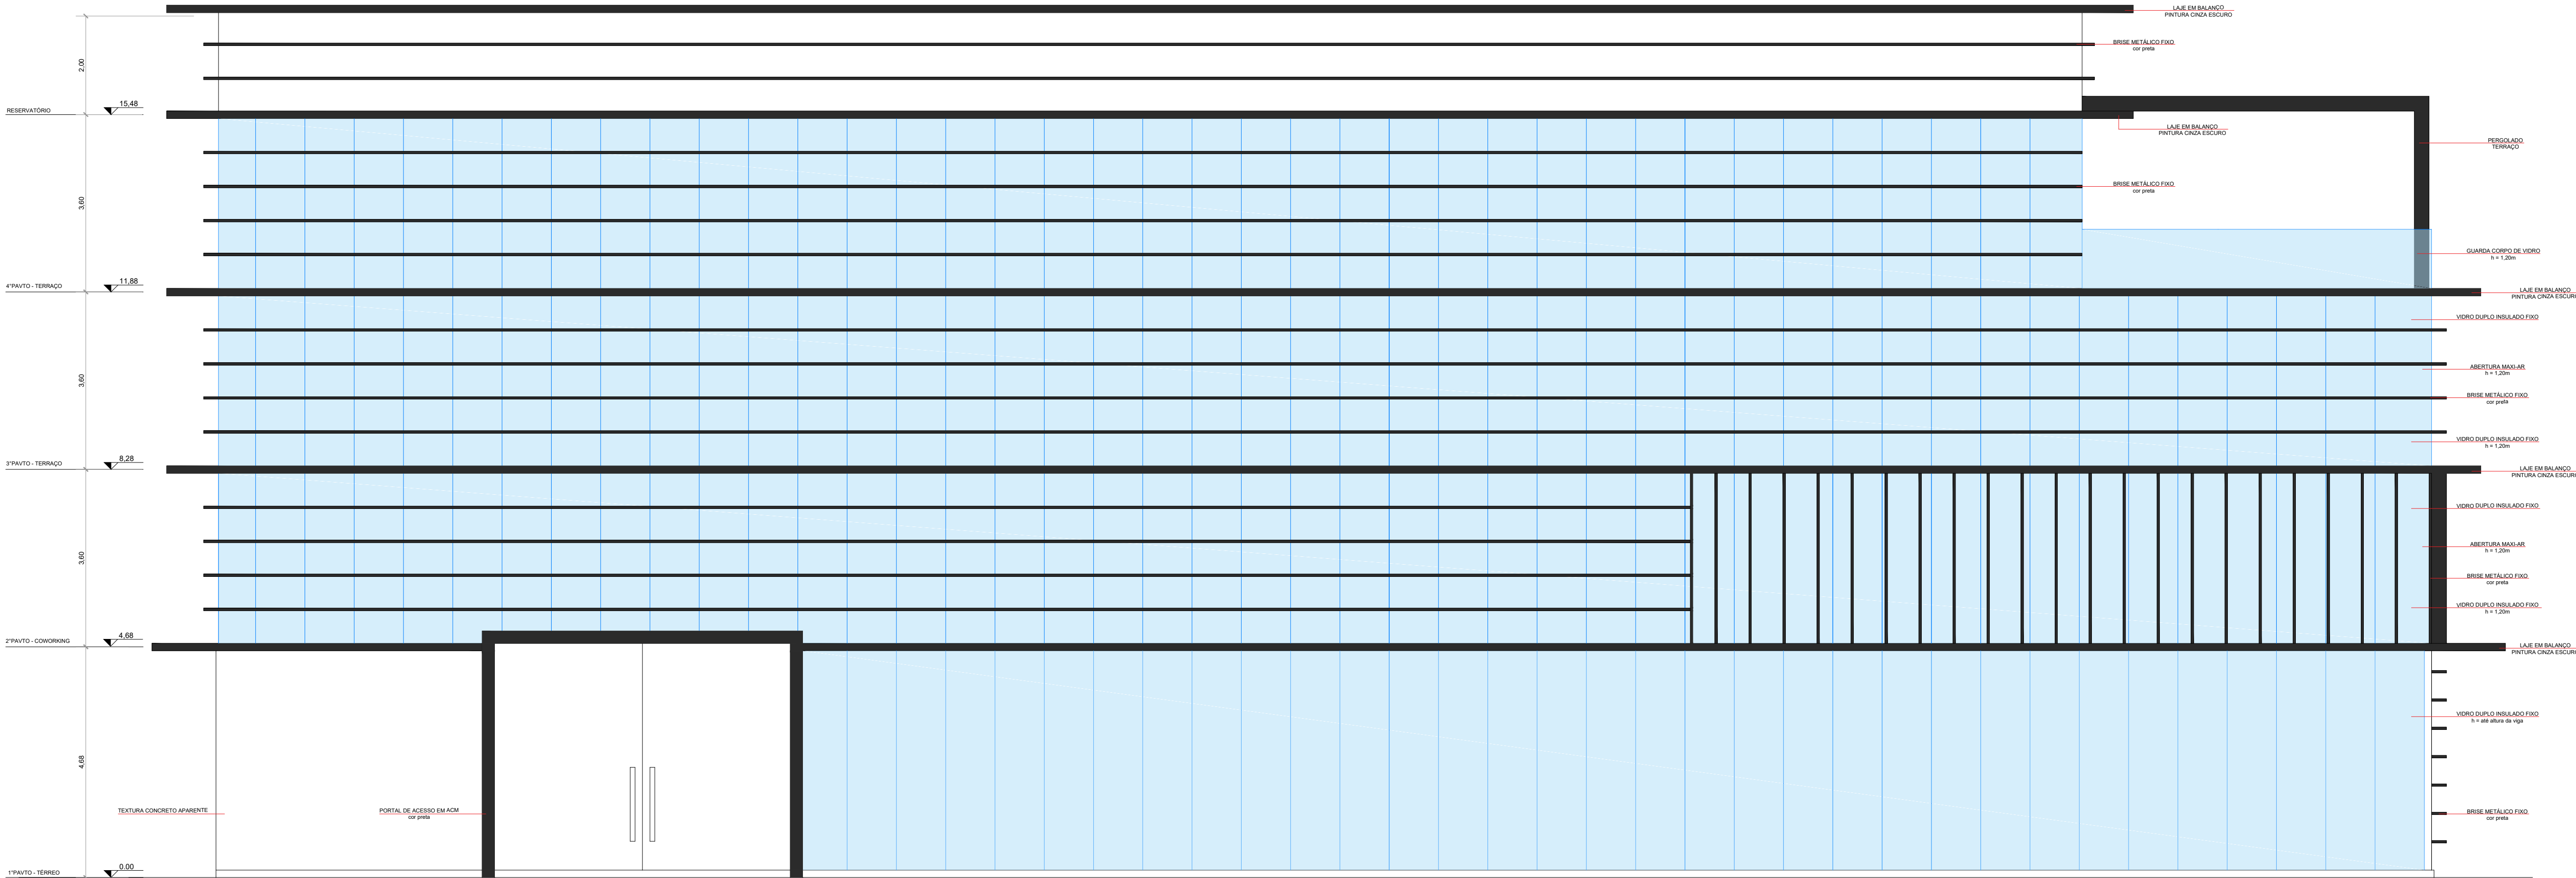 LAJE EM BALANÇO
PINTURA CINZA ESCURO
BRISE METÁLICO FIXO
cor preta
2,00
RESERVATÓRIO
15,48
LAJE EM BALANÇO
PINTURA CINZA ESCURO
PERGOLADO
TERRAÇO
BRISE METÁLICO FIXO
cor preta
3,60
GUARDA CORPO DE VIDRO
h = 1,20m
4°PAVTO - TERRAÇO
11,88
LAJE EM BALANÇO
PINTURA CINZA ESCURO
VIDRO DUPLO INSULADO FIXO
ABERTURA MAXI-AR
h = 1,20m
3,60
BRISE METÁLICO FIXO
cor preta
VIDRO DUPLO INSULADO FIXO
h = 1,20m
3°PAVTO - TERRAÇO
8,28
LAJE EM BALANÇO
PINTURA CINZA ESCURO
VIDRO DUPLO INSULADO FIXO
ABERTURA MAXI-AR
h = 1,20m
3,60
BRISE METÁLICO FIXO
cor preta
VIDRO DUPLO INSULADO FIXO
h = 1,20m
2°PAVTO - COWORKING
4,68
LAJE EM BALANÇO
PINTURA CINZA ESCURO
VIDRO DUPLO INSULADO FIXO
h = até altura da viga
4,68
TEXTURA CONCRETO APARENTE
PORTAL DE ACESSO EM ACM
cor preta
BRISE METÁLICO FIXO
cor preta
1°PAVTO - TÉRREO
0.00